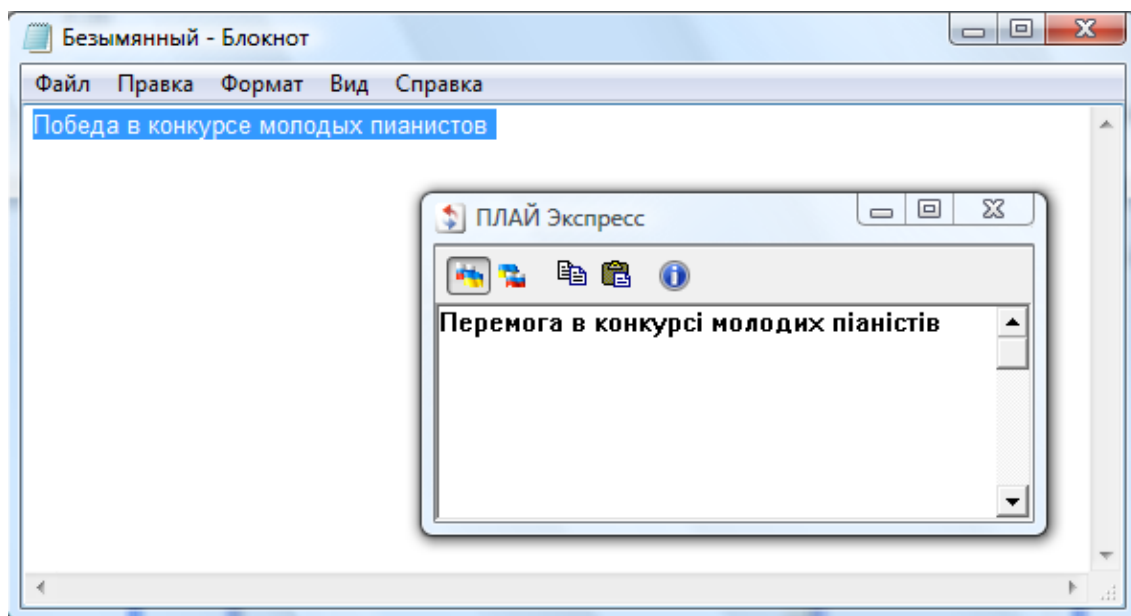 Безымянный - Блокнот
Файл Правка Формат Вид Справка
Победа в конкурсе молодых пианистов
ПЛАЙ Экспресс
Перемога в конкурсі молодих піаністів